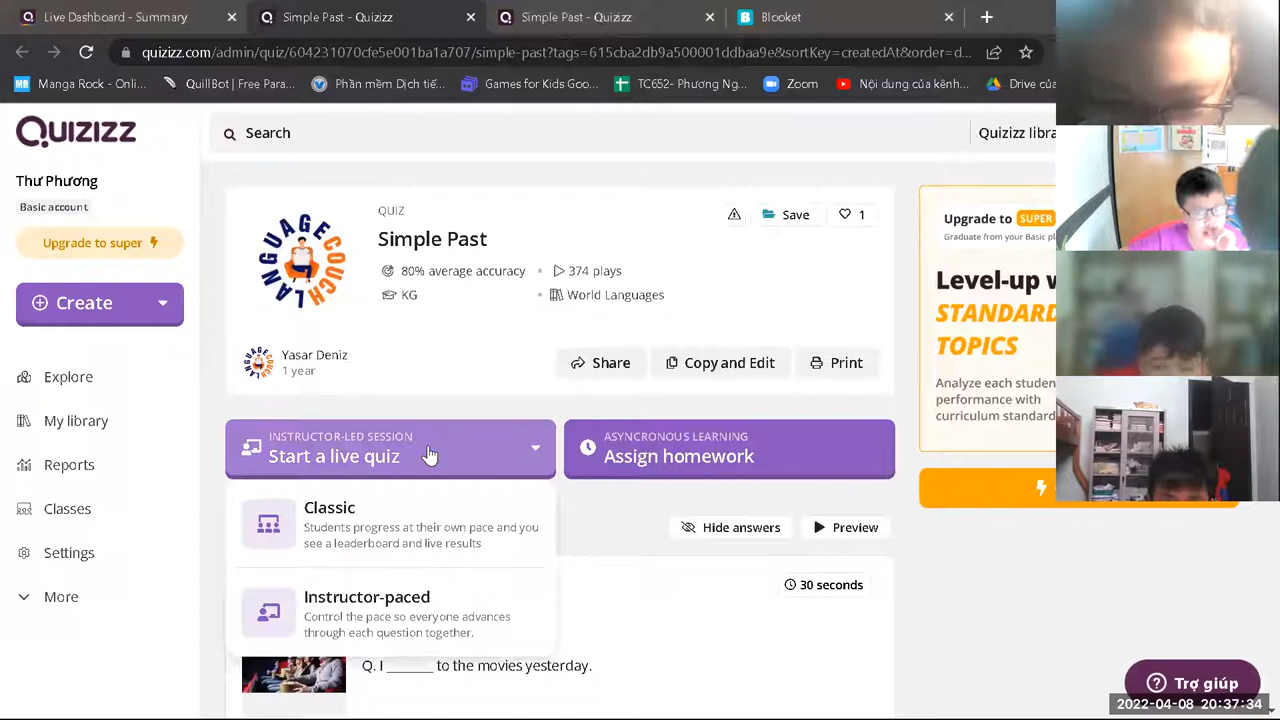 Live Dashboard - Summary
Simple Past - Quizizz
Simple Past - Quizizz
Blooket
quizizz.com/admin/quiz/604231070cfe5e001ba1a707/simple-past?tags=615cba2db9a500001ddbaa9e&sortKey=createdAt&order=d...
Manga Rock - Onli...
QuillBot | Free Para...
Phần mềm Dịch tiế...
Games for Kids Geo...
TC652- Phương Ng...
Zoom
Nội dung của kênh...
Drive củа
QUIZIZZ
Search
Quizizz libra
Thư Phương
Basic account
Upgrade to super
Create
Explore
My library
Reports
Classes
Settings
More
LANGUAGE COUCH
QUIZ
Simple Past
Save
1
80% average accuracy
374 plays
KG
World Languages
Yasar Deniz
1 year
Share
Copy and Edit
Print
INSTRUCTOR-LED SESSION
Start a live quiz
ASYNCRONOUS LEARNING
Assign homework
Classic
Students progress at their own pace and you
see a leaderboard and live results
Instructor-paced
Control the pace so everyone advances
through each question together.
Hide answers
Preview
30 seconds
Q. I _______ to the movies yesterday.
Upgrade to SUPER
Graduate from your Basic pl
Level-up w
STANDARD
TOPICS
Analyze each studen
performance with
curriculum standard
Trợ giúp
2022-04-08 20:37:34